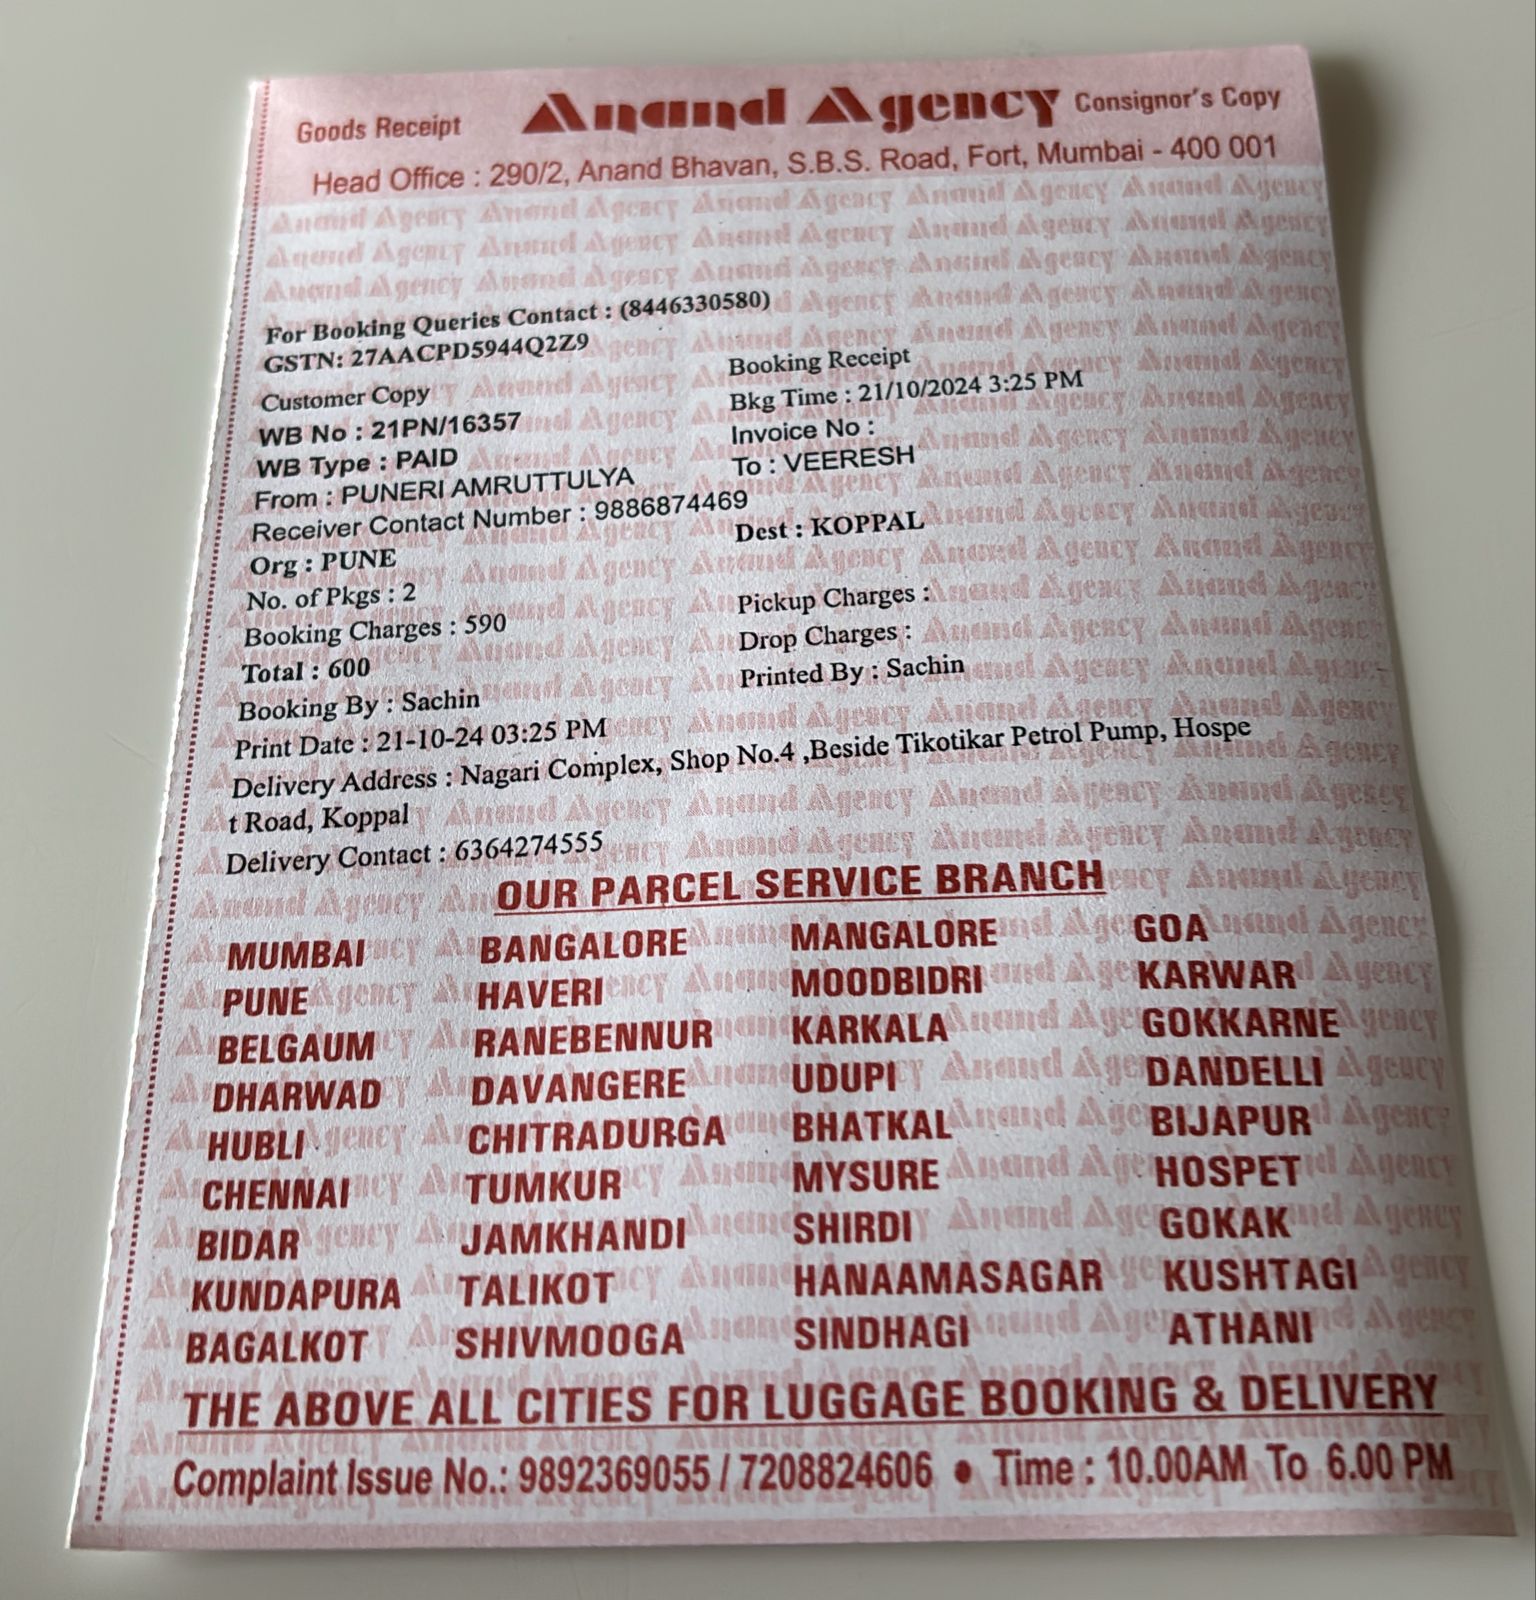 Goods Receipt Anand Agency Consignor's Copy
Head Office : 290/2, Anand Bhavan, S.B.S. Road, Fort, Mumbai - 400 001
For Booking Queries Contact : (8446330580)
GSTN: 27AACPD5944Q2Z9
Customer Copy Booking Receipt
WB No : 21PN/16357 Bkg Time : 21/10/2024 3:25 PM
WB Type : PAID Invoice No :
From : PUNERI AMRUTTULYA To : VEERESH
Receiver Contact Number : 9886874469
Org : PUNE Dest : KOPPAL
No. of Pkgs : 2
Booking Charges : 590 Pickup Charges :
Total : 600 Drop Charges :
Booking By : Sachin Printed By : Sachin
Print Date : 21-10-24 03:25 PM
Delivery Address : Nagari Complex, Shop No.4 ,Beside Tikotikar Petrol Pump, Hospe
t Road, Koppal
Delivery Contact : 6364274555
OUR PARCEL SERVICE BRANCH
MUMBAI BANGALORE MANGALORE GOA
PUNE HAVERI MOODBIDRI KARWAR
BELGAUM RANEBENNUR KARKALA GOKKARNE
DHARWAD DAVANGERE UDUPI DANDELLI
HUBLI CHITRADURGA BHATKAL BIJAPUR
CHENNAI TUMKUR MYSURE HOSPET
BIDAR JAMKHANDI SHIRDI GOKAK
KUNDAPURA TALIKOT HANAAMASAGAR KUSHTAGI
BAGALKOT SHIVMOOGA SINDHAGI ATHANI
THE ABOVE ALL CITIES FOR LUGGAGE BOOKING & DELIVERY
Complaint Issue No.: 9892369055 / 7208824606 • Time : 10.00AM To 6.00 PM